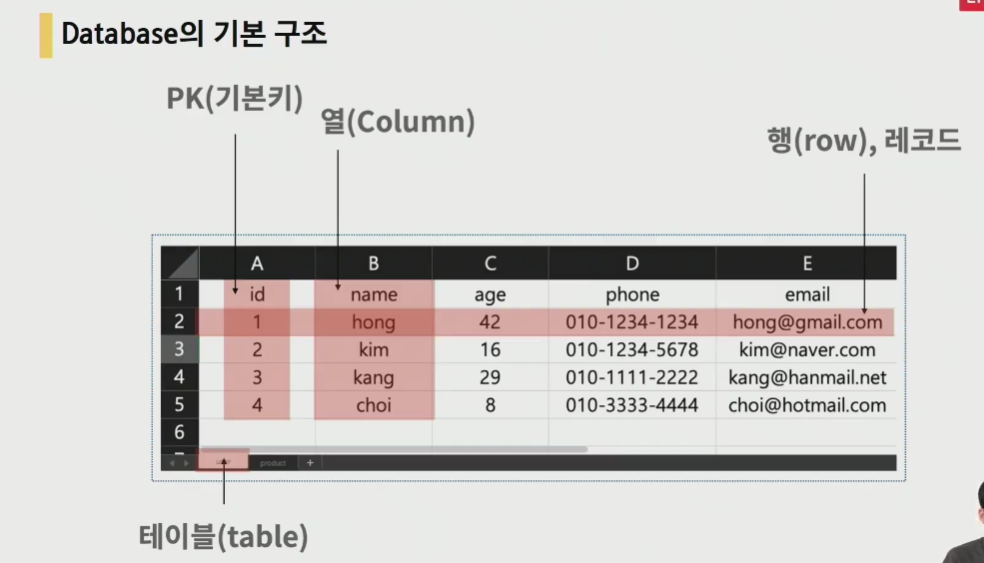 Database의 기본 구조
PK(기본키)
열(Column)
행(row), 레코드
A B C D E
1 id name age phone email
2 1 hong 42 010-1234-1234 hong@gmail.com
3 2 kim 16 010-1234-5678 kim@naver.com
4 3 kang 29 010-1111-2222 kang@hanmail.net
5 4 choi 8 010-3333-4444 choi@hotmail.com
6
product +
테이블(table)